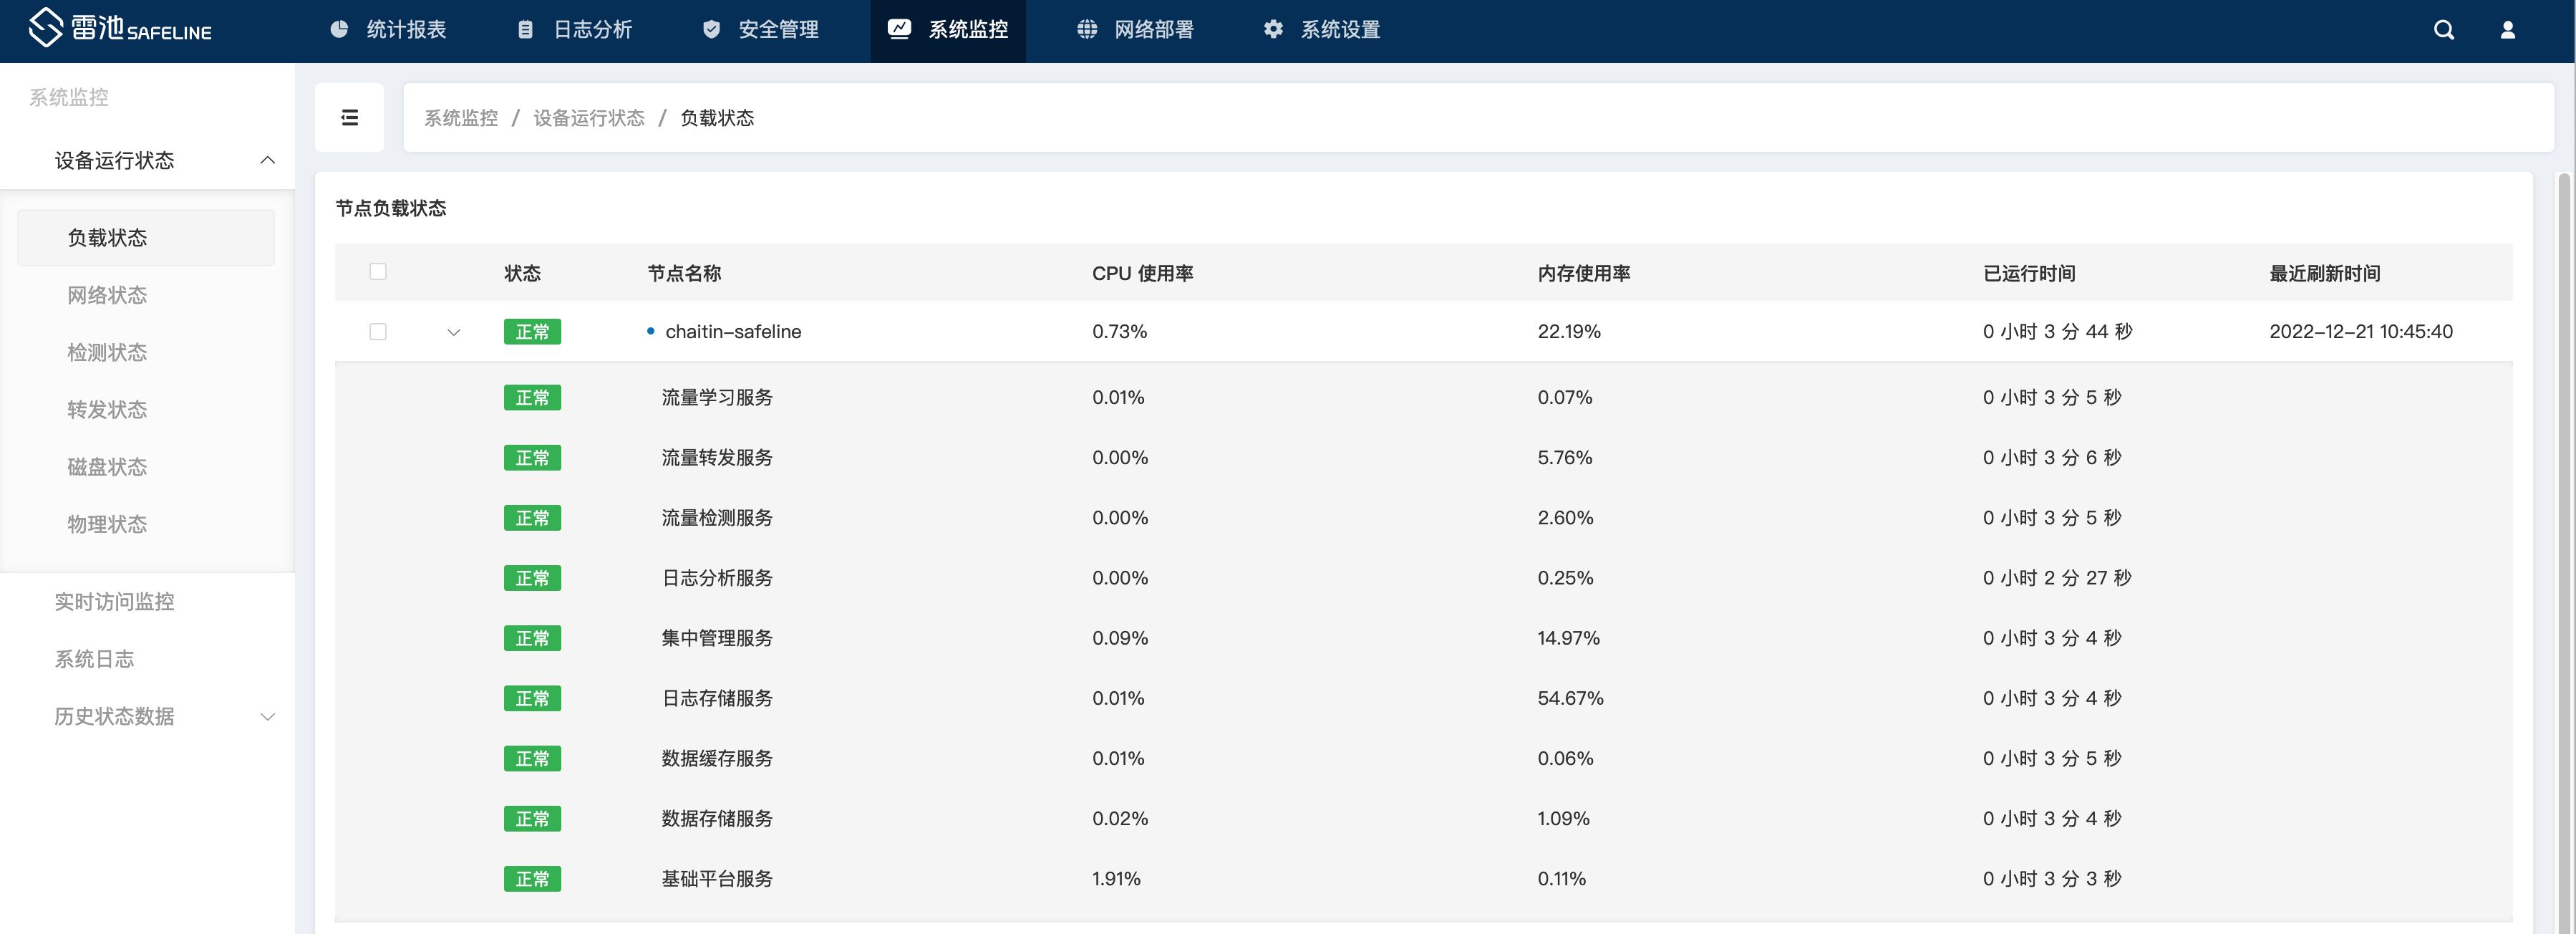 雷池 SAFELINE 统计报表 日志分析 安全管理 系统监控 网络部署 系统设置
系统监控
设备运行状态
负载状态
网络状态
检测状态
转发状态
磁盘状态
物理状态
实时访问监控
系统日志
历史状态数据
系统监控 / 设备运行状态 / 负载状态
节点负载状态
状态 节点名称 CPU 使用率 内存使用率 已运行时间 最近刷新时间
正常 chaitin-safeline 0.73% 22.19% 0 小时 3 分 44 秒 2022-12-21 10:45:40
正常 流量学习服务 0.01% 0.07% 0 小时 3 分 5 秒
正常 流量转发服务 0.00% 5.76% 0 小时 3 分 6 秒
正常 流量检测服务 0.00% 2.60% 0 小时 3 分 5 秒
正常 日志分析服务 0.00% 0.25% 0 小时 2 分 27 秒
正常 集中管理服务 0.09% 14.97% 0 小时 3 分 4 秒
正常 日志存储服务 0.01% 54.67% 0 小时 3 分 4 秒
正常 数据缓存服务 0.01% 0.06% 0 小时 3 分 5 秒
正常 数据存储服务 0.02% 1.09% 0 小时 3 分 4 秒
正常 基础平台服务 1.91% 0.11% 0 小时 3 分 3 秒